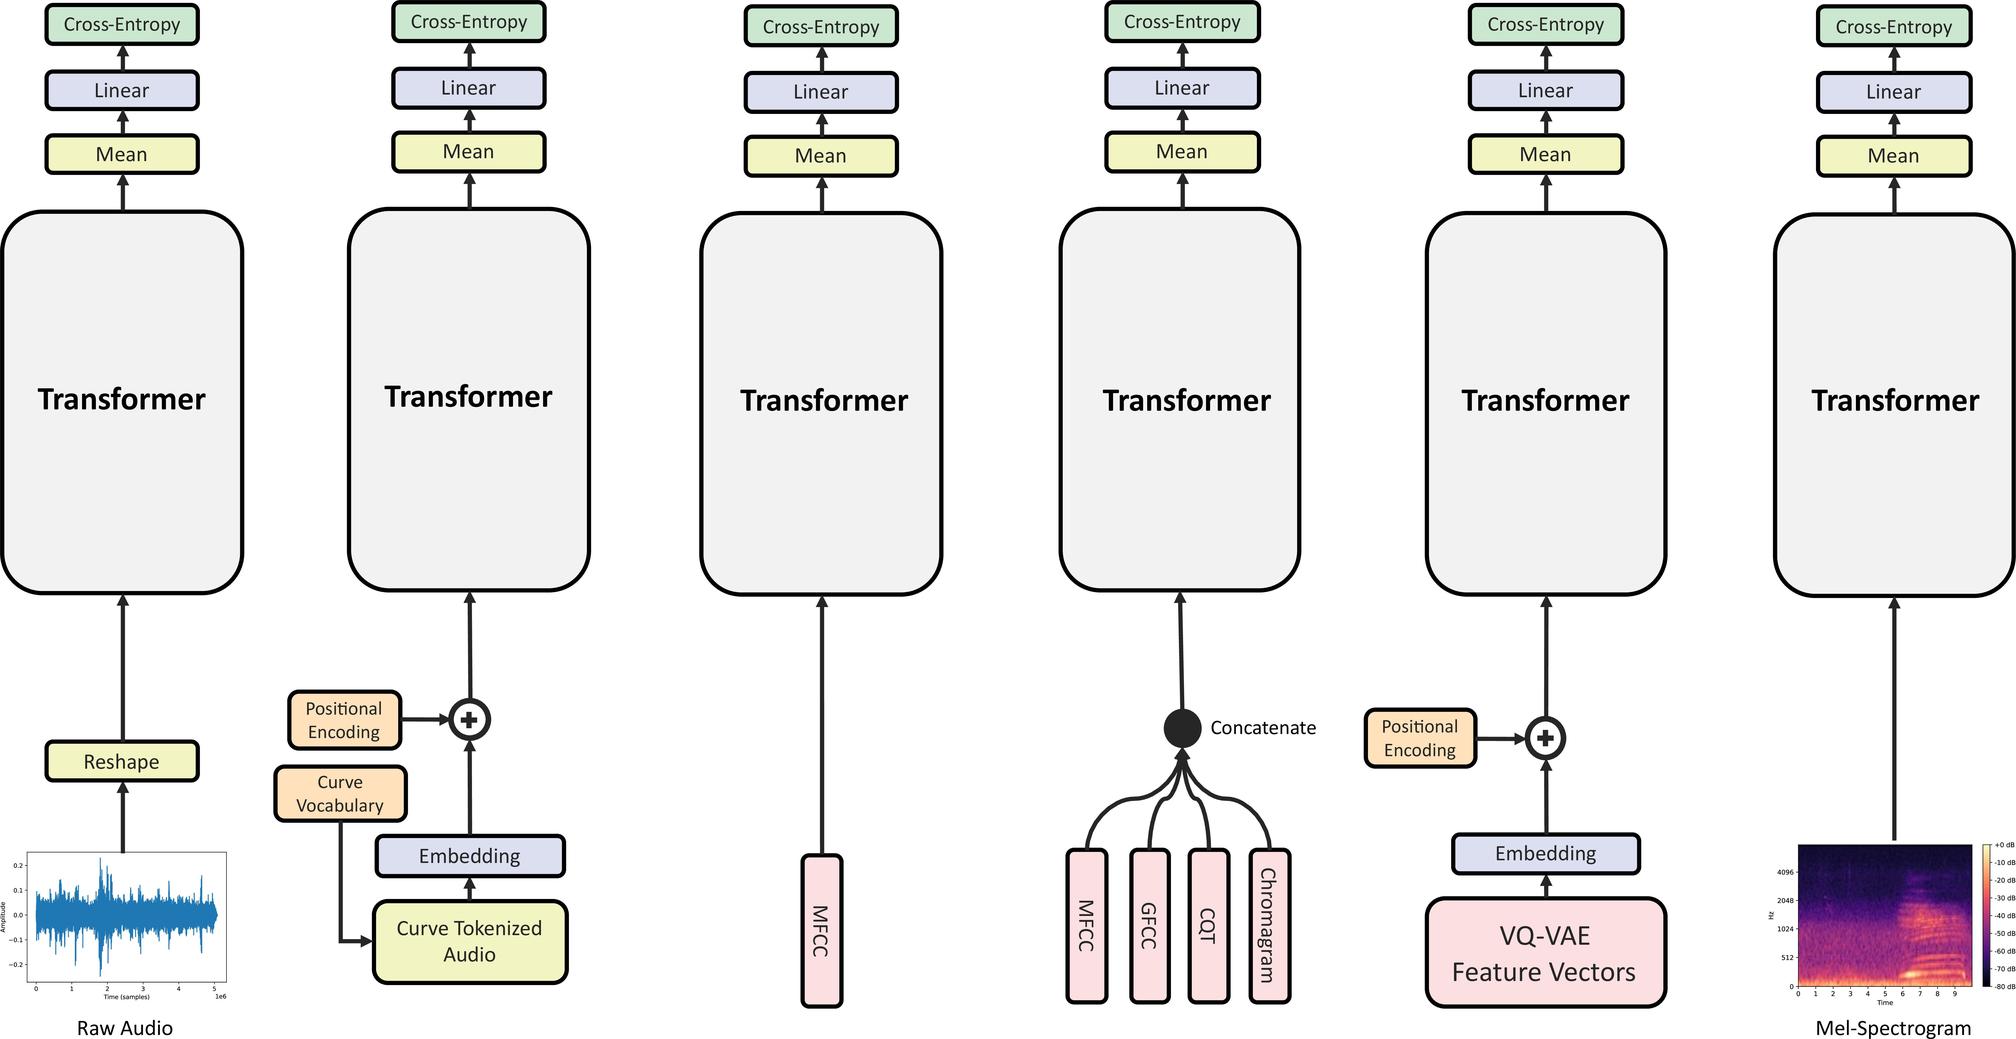 Cross-Entropy
Linear
Mean
Transformer
Reshape
0.2
0.1
0.0
−0.1
−0.2
Amplitude
0 1 2 3 4 5
1e6
Time (samples)
Raw Audio
Cross-Entropy
Linear
Mean
Transformer
Positional
Encoding
Curve
Vocabulary
Embedding
Curve Tokenized
Audio
Cross-Entropy
Linear
Mean
Transformer
MFCC
Cross-Entropy
Linear
Mean
Transformer
Concatenate
MFCC
GFCC
CQT
Chromagram
Cross-Entropy
Linear
Mean
Transformer
Positional
Encoding
Embedding
VQ-VAE
Feature Vectors
Cross-Entropy
Linear
Mean
Transformer
4096
2048
1024
512
0
Hz
0 1 2 3 4 5 6 7 8 9
Time
+0 dB
-10 dB
-20 dB
-30 dB
-40 dB
-50 dB
-60 dB
-70 dB
-80 dB
Mel-Spectrogram